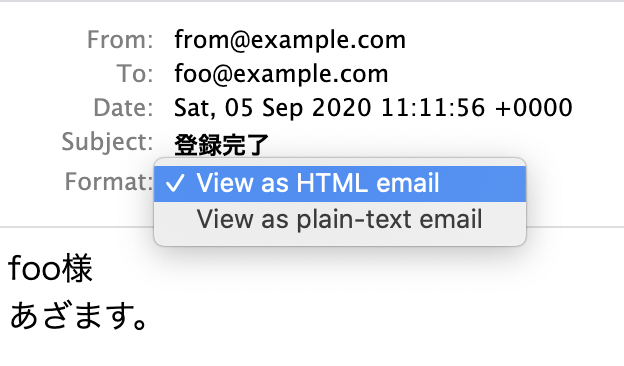 From: from@example.com
To: foo@example.com
Date: Sat, 05 Sep 2020 11:11:56 +0000
Subject: 登録完了
Format: ✓ View as HTML email
View as plain-text email
foo様
あざます。